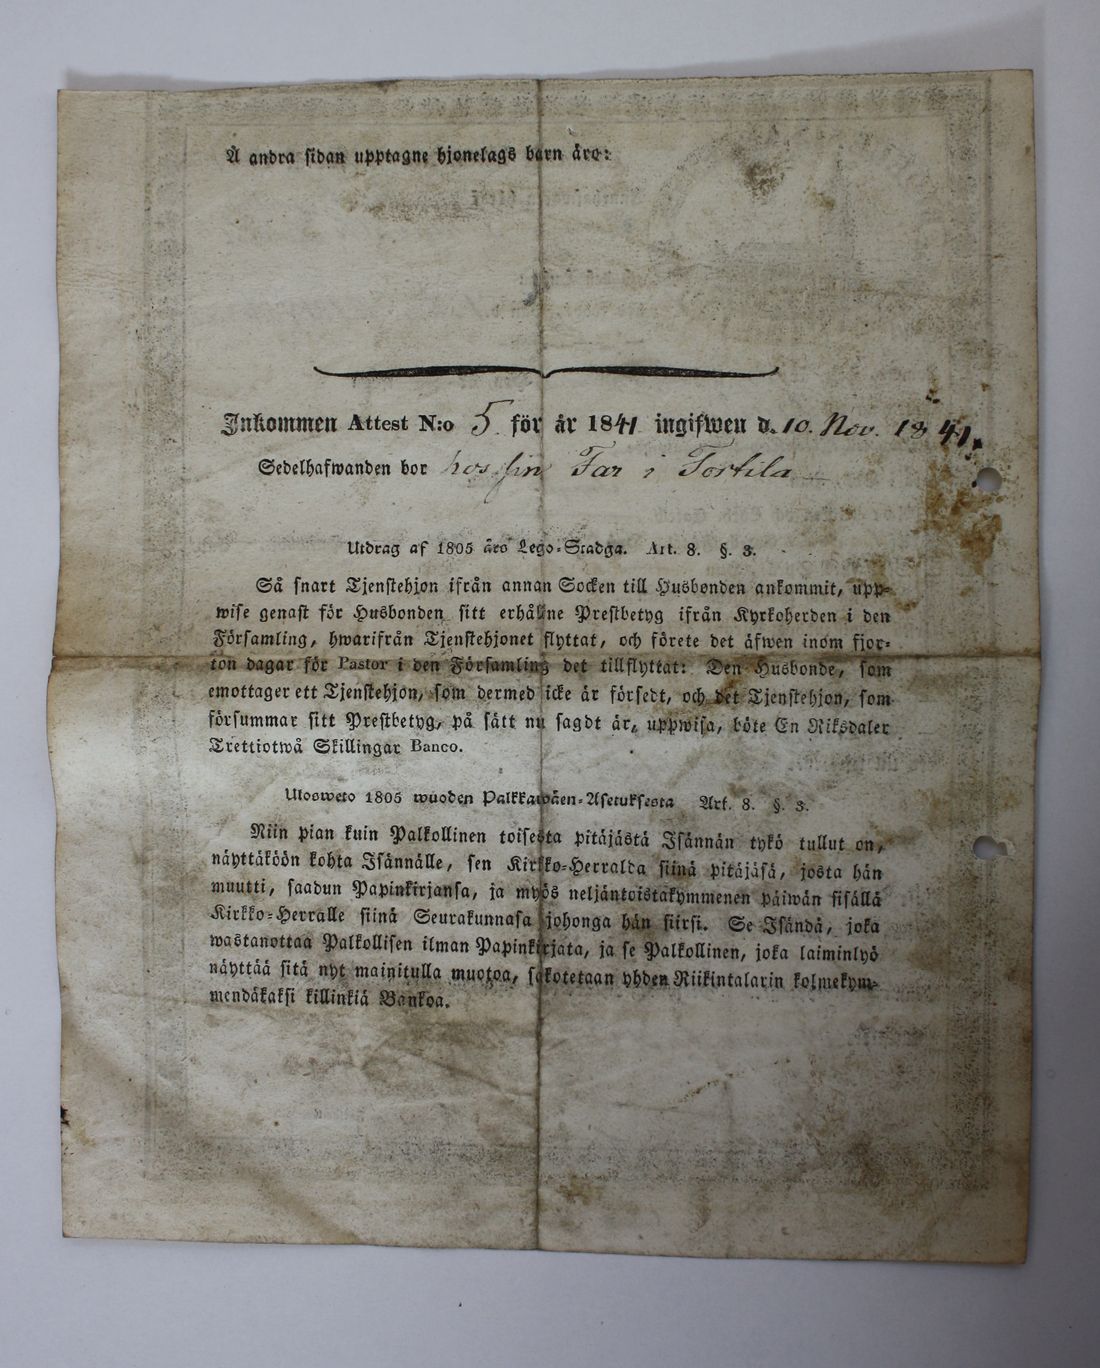 Å andra sidan upptagne hjonelags barn äro:
Inkommen Attest N:o 5. för år 1841 ingifwen d. 10. Nov. 1841.
Sedelhafwanden bor hos sin Far i Tortila
Utdrag af 1805 års Lego-Stadga. Art. 8. §. 3.
Så snart Tjenstehjon ifrån annan Socken till Husbonden ankommit, upp-
wise genast för Husbonden sitt erhållne Prestbetyg ifrån Kyrkoherden i den
Församling, hwarifrån Tjenstehjonet flyttat, och förete det äfwen inom fjor-
ton dagar för Pastor i den Församling det tillflyttat: Den Husbonde, som
emottager ett Tjenstehjon, som dermed icke är försedt, och det Tjenstehjon, som
försummar sitt Prestbetyg, på sätt nu sagdt är, uppwisa, böte En Riksdaler
Trettiotwå Skillingar Banco.
Ulosweto 1805 wuoden Palkkawäen-Asetuksesta Art. 8. §. 3.
Niin pian kuin Palkollinen toisesta pitäjästä Isännän tykö tullut on,
näyttäköön kohta Isännälle, sen Kirkko-Herralda siinä pitäjäsä, josta hän
muutti, saadun Papinkirjansa, ja myös neljäntoistakymmenen päiwän sisällä
Kirkko-Herralle siinä Seurakunnasa johonga hän siirsi. Se Isändä, joka
wastanottaa Palkollisen ilman Papinkirjata, ja se Palkollinen, joka laiminlyö
näyttää sitä nyt mainitulla muotoa, sakotetaan yhden Riikintalarin kolmekym-
mendäkaksi killinkiä Bankoa.